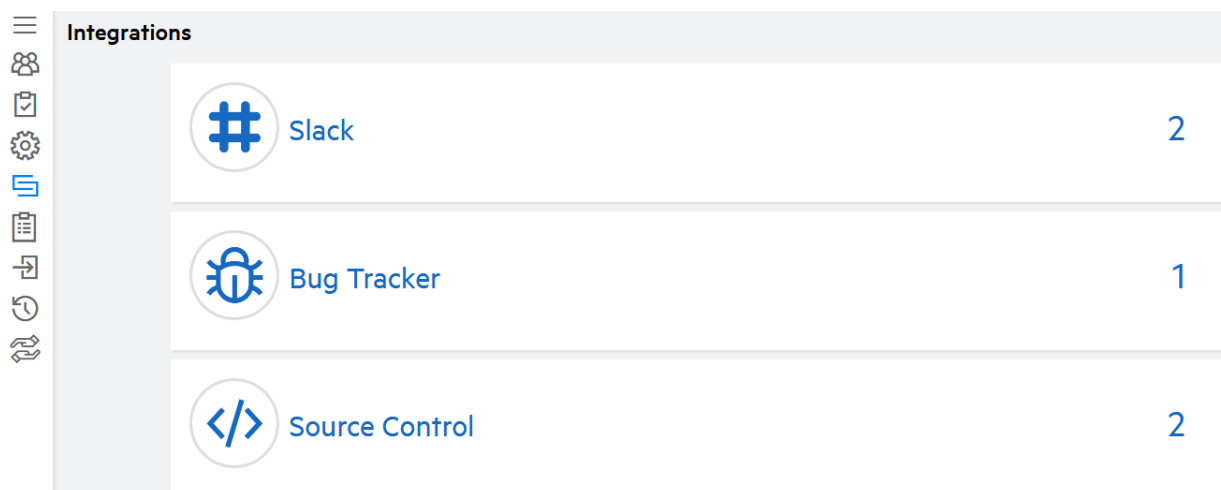 Integrations
Slack 2
Bug Tracker 1
Source Control 2